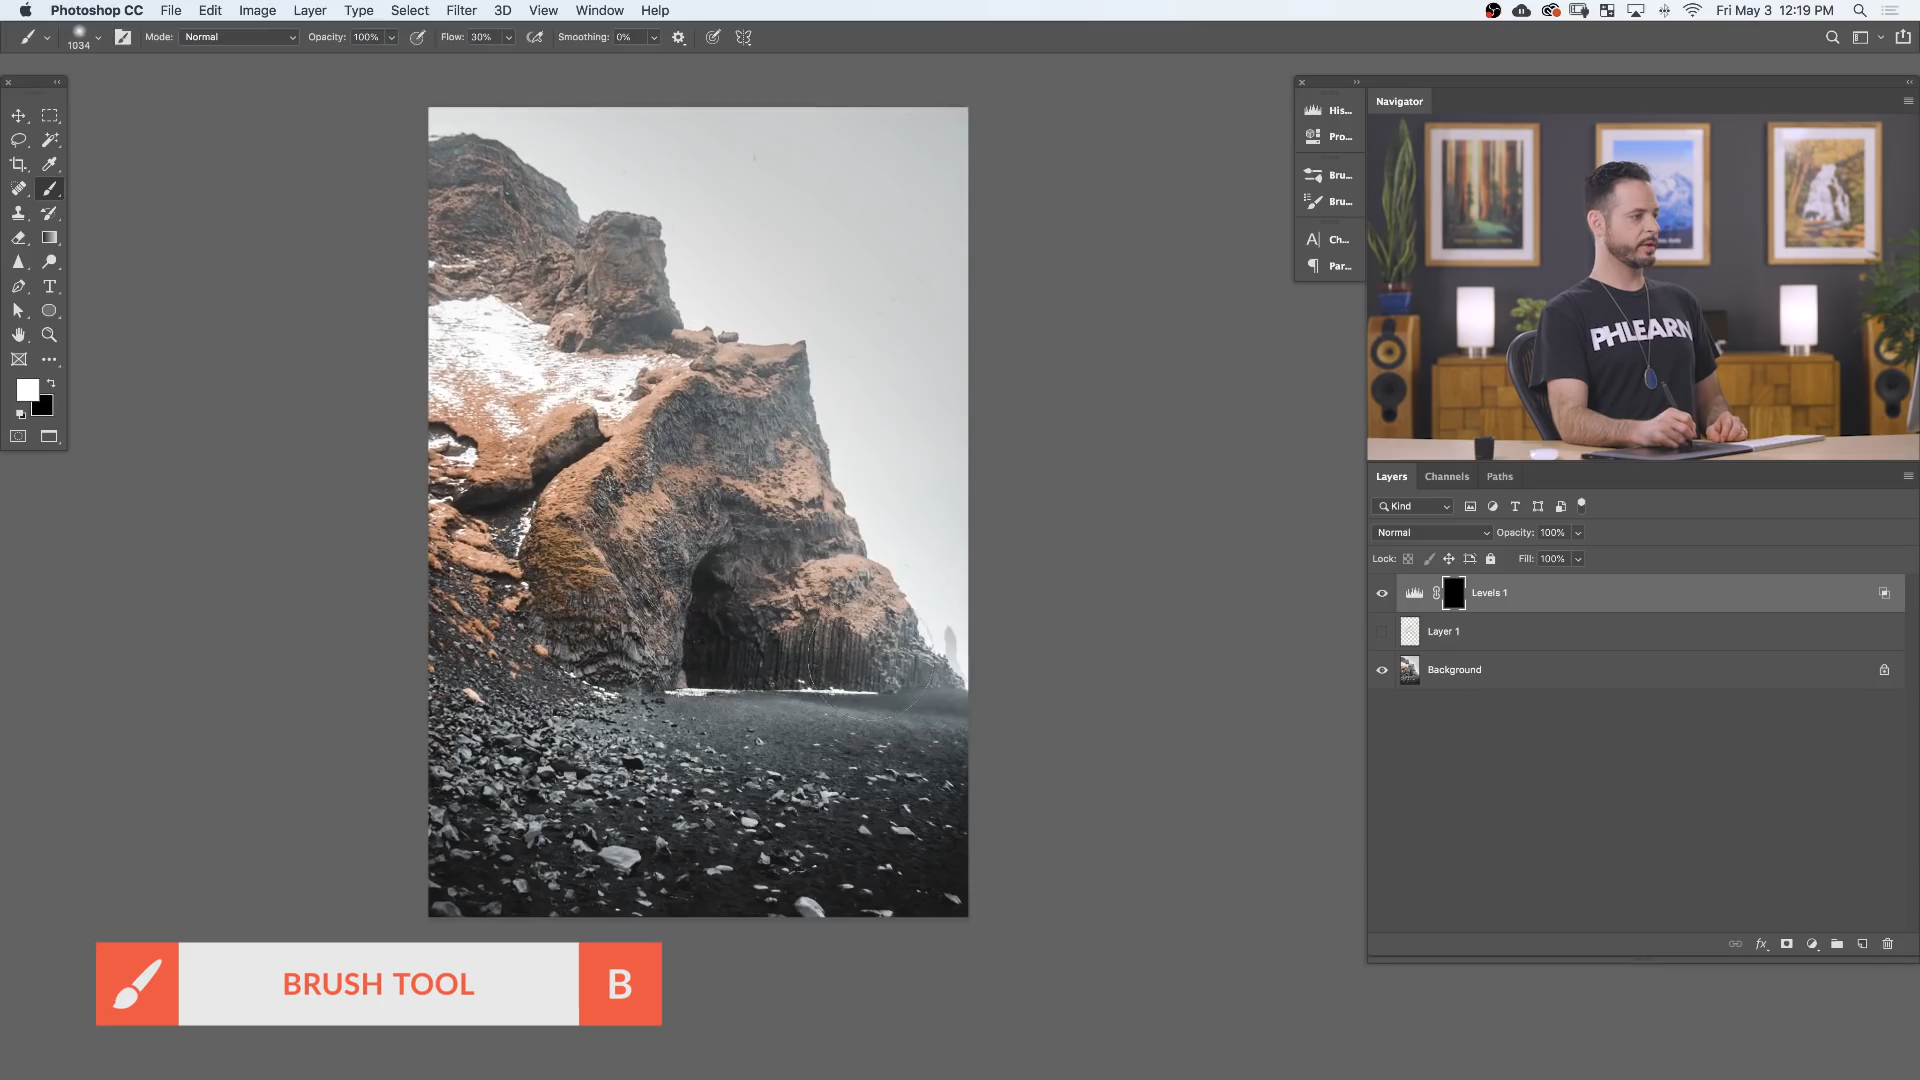 Photoshop CC File Edit Image Layer Type Select Filter 3D View Window Help Fri May 3 12:19 PM
1034 Mode: Normal Opacity: 100% Flow: 30% Smoothing: 0%
His...
Pro...
Bru...
Bru...
Ch...
Par...
Navigator
PHLEARN
Layers Channels Paths
Kind
Normal Opacity: 100%
Lock: Fill: 100%
Levels 1
Layer 1
Background
fx
BRUSH TOOL B